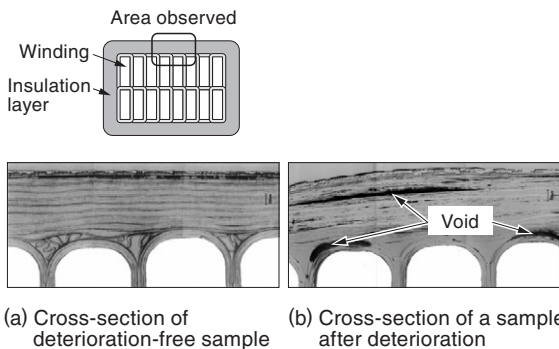 Area observed
Winding
Insulation
layer
Void
(a) Cross-section of
deterioration-free sample
(b) Cross-section of a sample
after deterioration